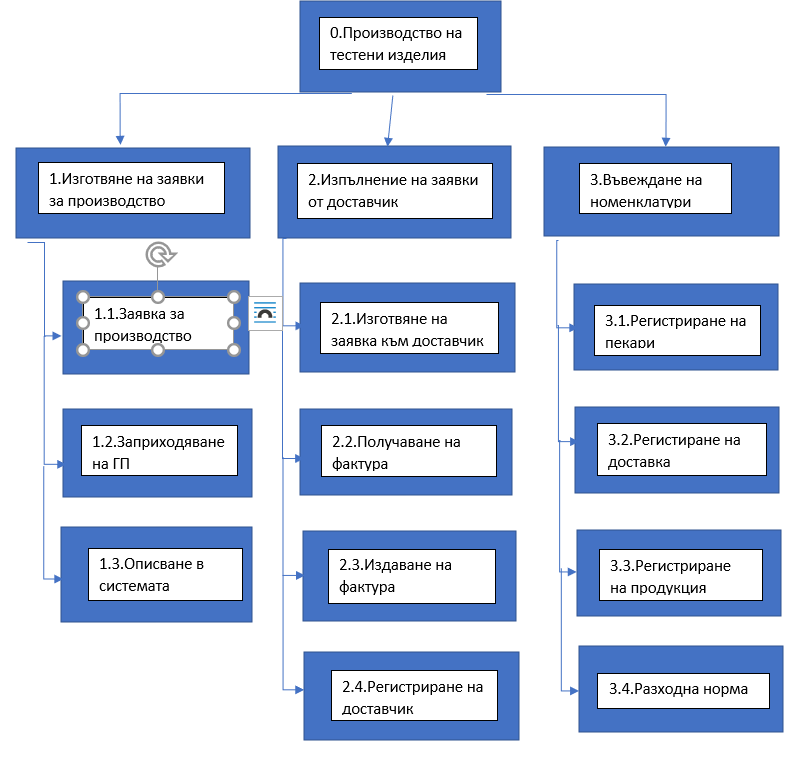 0.Производство на
тестени изделия
1.Изготвяне на заявки
за производство
2.Изпълнение на заявки
от доставчик
3.Въвеждане на
номенклатури
1.1.Заявка за
производство
2.1.Изготвяне на
заявка към доставчик
3.1.Регистриране на
пекари
1.2.Заприходяване
на ГП
2.2.Получаване на
фактура
3.2.Регистиране на
доставка
1.3.Описване в
системата
2.3.Издаване на
фактура
3.3.Регистриране
на продукция
2.4.Регистриране на
доставчик
3.4.Разходна норма